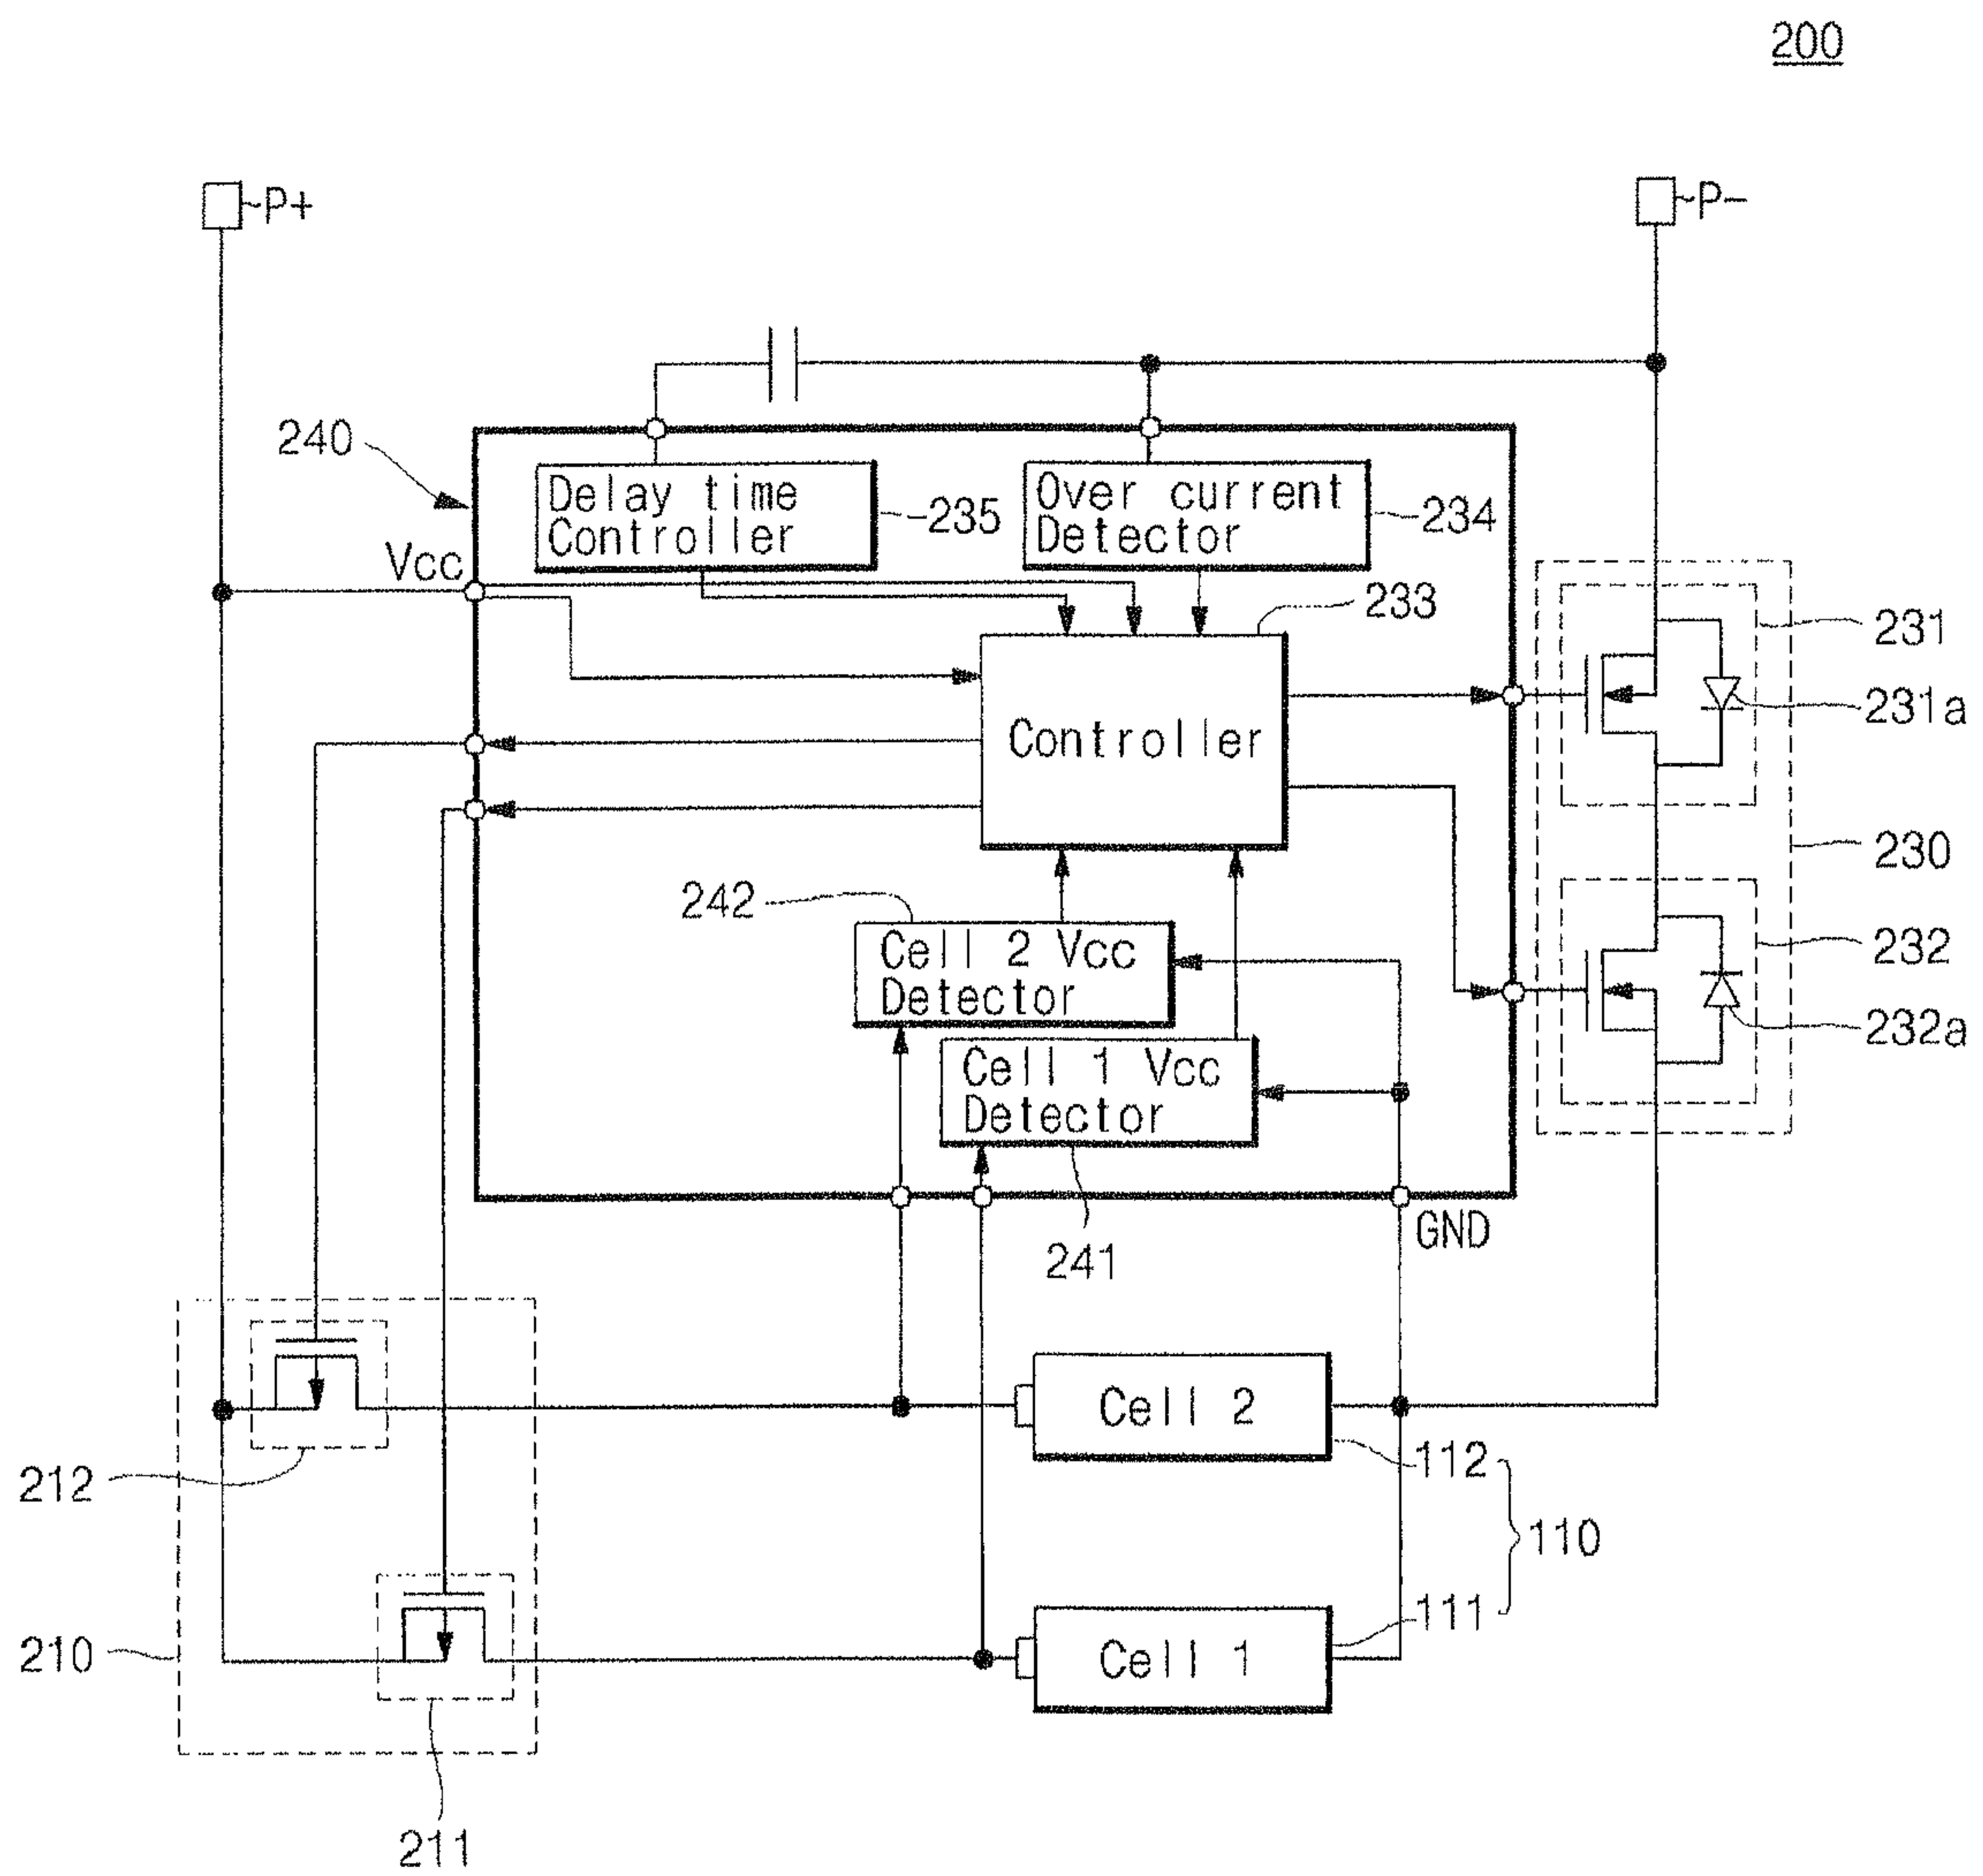 200
P+
P-
240
Delay time
Controller
235
Over current
Detector
234
Vcc
233
231
231a
Controller
230
242
Cell 2 Vcc
Detector
232
232a
Cell 1 Vcc
Detector
241
GND
Cell 2
112
212
110
111
Cell 1
210
211